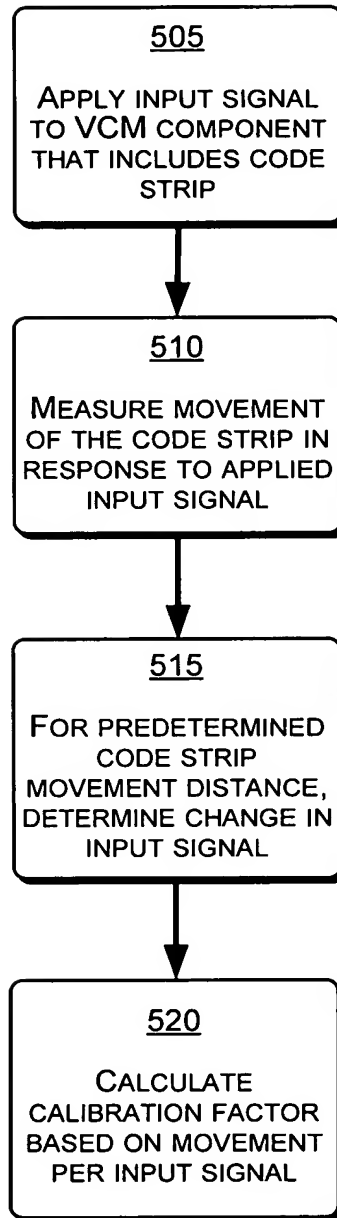 505
APPLY INPUT SIGNAL
TO VCM COMPONENT
THAT INCLUDES CODE
STRIP
510
MEASURE MOVEMENT
OF THE CODE STRIP IN
RESPONSE TO APPLIED
INPUT SIGNAL
515
FOR PREDETERMINED
CODE STRIP
MOVEMENT DISTANCE,
DETERMINE CHANGE IN
INPUT SIGNAL
520
CALCULATE
CALIBRATION FACTOR
BASED ON MOVEMENT
PER INPUT SIGNAL